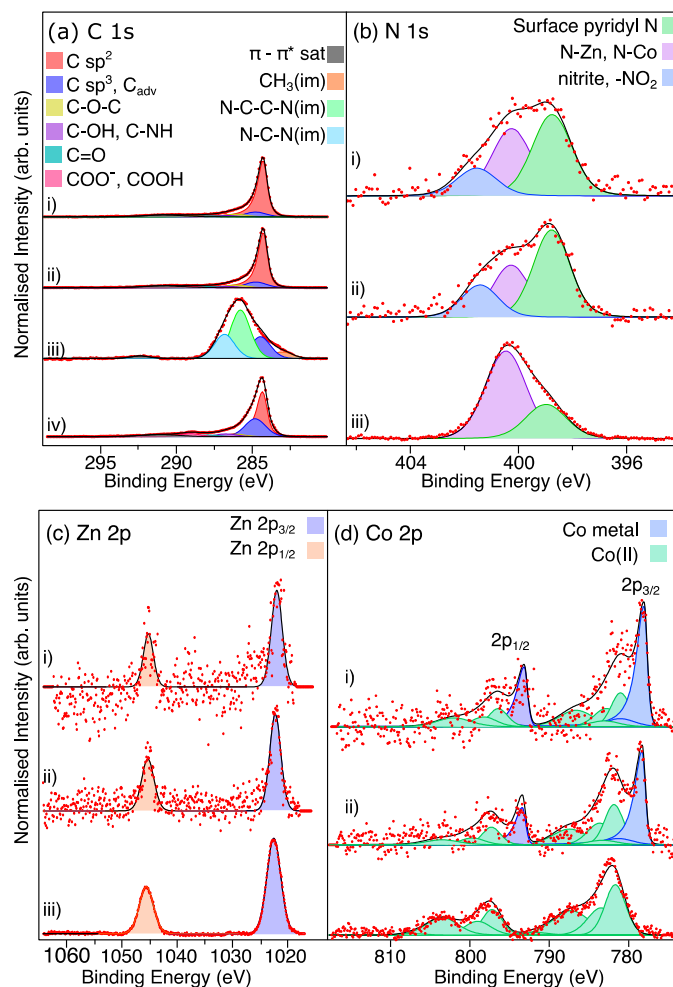 (a) C 1s
C sp²
C sp³, C_adv
C-O-C
C-OH, C-NH
C=O
COO⁻, COOH
π - π* sat
CH₃(im)
N-C-C-N(im)
N-C-N(im)
i)
ii)
iii)
iv)
295 290 285
Binding Energy (eV)
Normalised Intensity (arb. units)
(b) N 1s
Surface pyridyl N
N-Zn, N-Co
nitrite, -NO₂
i)
ii)
iii)
404 400 396
Binding Energy (eV)
(c) Zn 2p
Zn 2p₃/₂
Zn 2p₁/₂
i)
ii)
iii)
1060 1050 1040 1030 1020
Binding Energy (eV)
Normalised Intensity (arb. units)
(d) Co 2p
Co metal
Co(II)
2p₃/₂
2p₁/₂
i)
ii)
810 800 790 780
Binding Energy (eV)